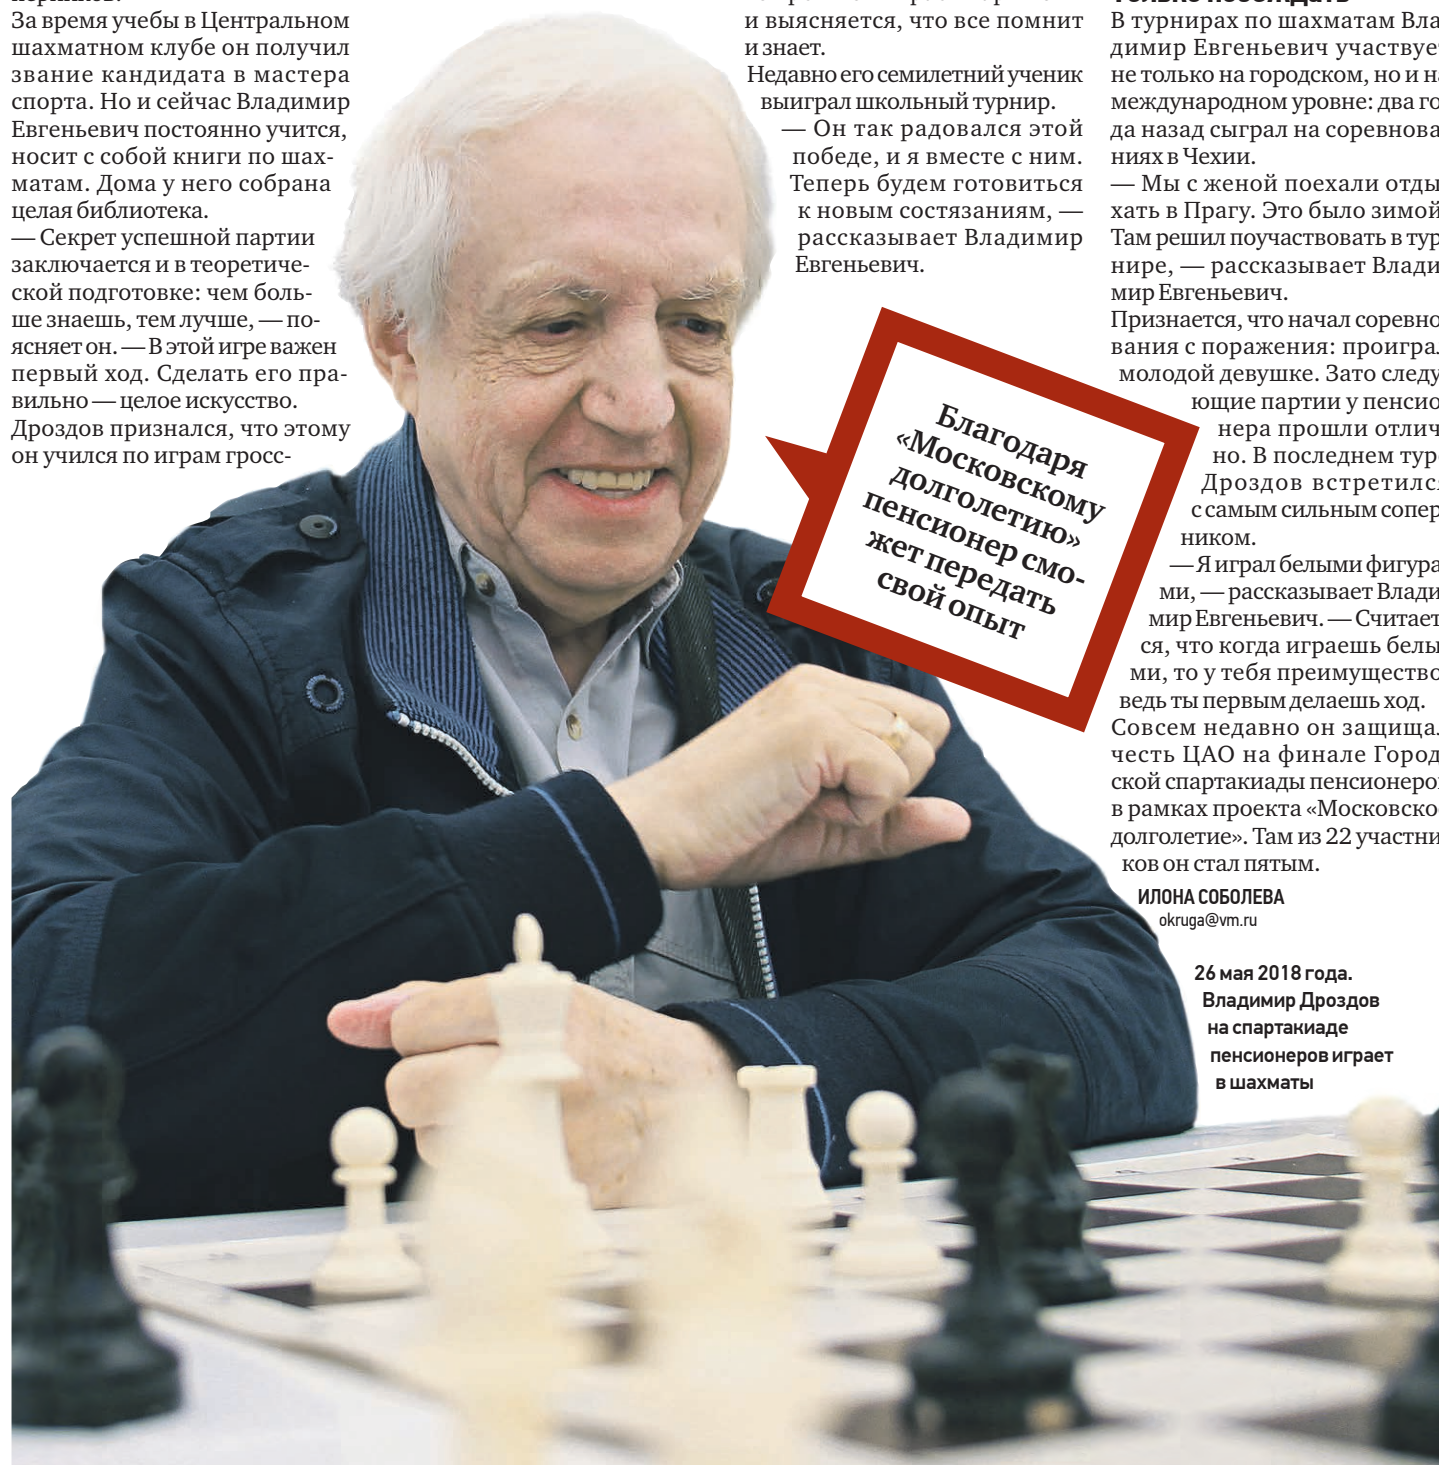 За время учебы в Центральном
шахматном клубе он получил
звание кандидата в мастера
спорта. Но и сейчас Владимир
Евгеньевич постоянно учится,
носит с собой книги по шах-
матам. Дома у него собрана
целая библиотека.
— Секрет успешной партии
заключается и в теоретиче-
ской подготовке: чем боль-
ше знаешь, тем лучше, — по-
ясняет он. — В этой игре важен
первый ход. Сделать его пра-
вильно — целое искусство.
Дроздов признался, что этому
он учился по играм гросс-
и выясняется, что все помнит
и знает.
Недавно его семилетний ученик
выиграл школьный турнир.
— Он так радовался этой
победе, и я вместе с ним.
Теперь будем готовиться
к новым состязаниям, —
рассказывает Владимир
Евгеньевич.
Благодаря
«Московскому
долголетию»
пенсионер смо-
жет передать
свой опыт
В турнирах по шахматам Вла
димир Евгеньевич участвует
не только на городском, но и на
международном уровне: два го
да назад сыграл на соревнова
ниях в Чехии.
— Мы с женой поехали отды
хать в Прагу. Это было зимой
Там решил поучаствовать в тур
нире, — рассказывает Влади
мир Евгеньевич.
Признается, что начал соревно
вания с поражения: проиграл
молодой девушке. Зато следу
ющие партии у пенсио
нера прошли отлич
но. В последнем туре
Дроздов встретился
с самым сильным сопер
ником.
— Я играл белыми фигура
ми, — рассказывает Влади
мир Евгеньевич. — Считает
ся, что когда играешь белы
ми, то у тебя преимущество
ведь ты первым делаешь ход.
Совсем недавно он защищал
честь ЦАО на финале Город
ской спартакиады пенсионеров
в рамках проекта «Московское
долголетие». Там из 22 участни
ков он стал пятым.
ИЛОНА СОБОЛЕВА
okruga@vm.ru
26 мая 2018 года.
Владимир Дроздов
на спартакиаде
пенсионеров играет
в шахматы